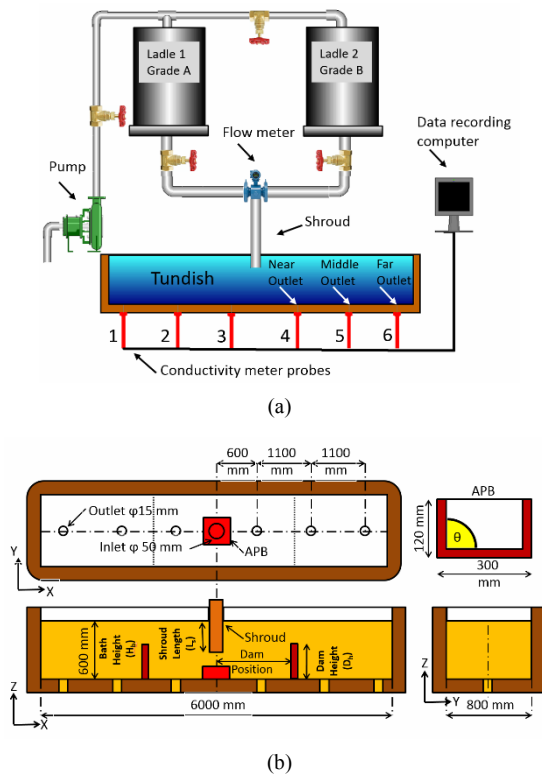 Ladle 1
Grade A
Ladle 2
Grade B
Flow meter
Data recording
computer
Pump
Shroud
Tundish
Near
Outlet
Middle
Outlet
Far
Outlet
1
2
3
4
5
6
Conductivity meter probes
(a)
600
mm
1100
mm
1100
mm
Outlet φ15 mm
Inlet φ 50 mm
APB
Y
X
APB
120 mm
θ
300
mm
600 mm
Bath
Height
(Hb)
Shroud
Length
(Ls)
Shroud
Dam
Position
Dam
Height
(Dh)
Z
X
6000 mm
Z
Y
800 mm
(b)